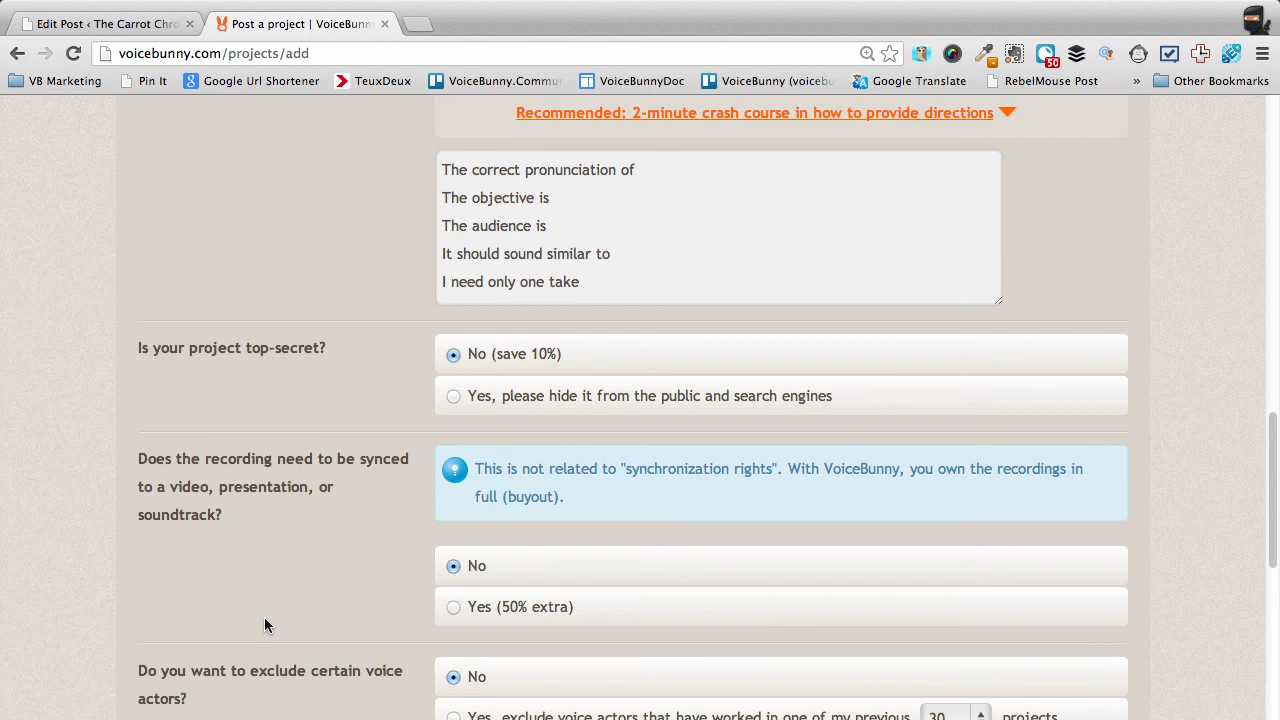 Edit Post ‹ The Carrot Chro
Post a project | VoiceBunny
voicebunny.com/projects/add
50
VB Marketing
Pin It
Google Url Shortener
TeuxDeux
VoiceBunny.Commu
VoiceBunnyDoc
VoiceBunny (voicebu
Google Translate
RebelMouse Post
»
Other Bookmarks
Recommended: 2-minute crash course in how to provide directions
The correct pronunciation of
The objective is
The audience is
It should sound similar to
I need only one take
Is your project top-secret?
No (save 10%)
Yes, please hide it from the public and search engines
Does the recording need to be synced
to a video, presentation, or
soundtrack?
This is not related to "synchronization rights". With VoiceBunny, you own the recordings in
full (buyout).
No
Yes (50% extra)
Do you want to exclude certain voice
actors?
No
Yes, exclude voice actors that have worked in one of my previous 30 projects